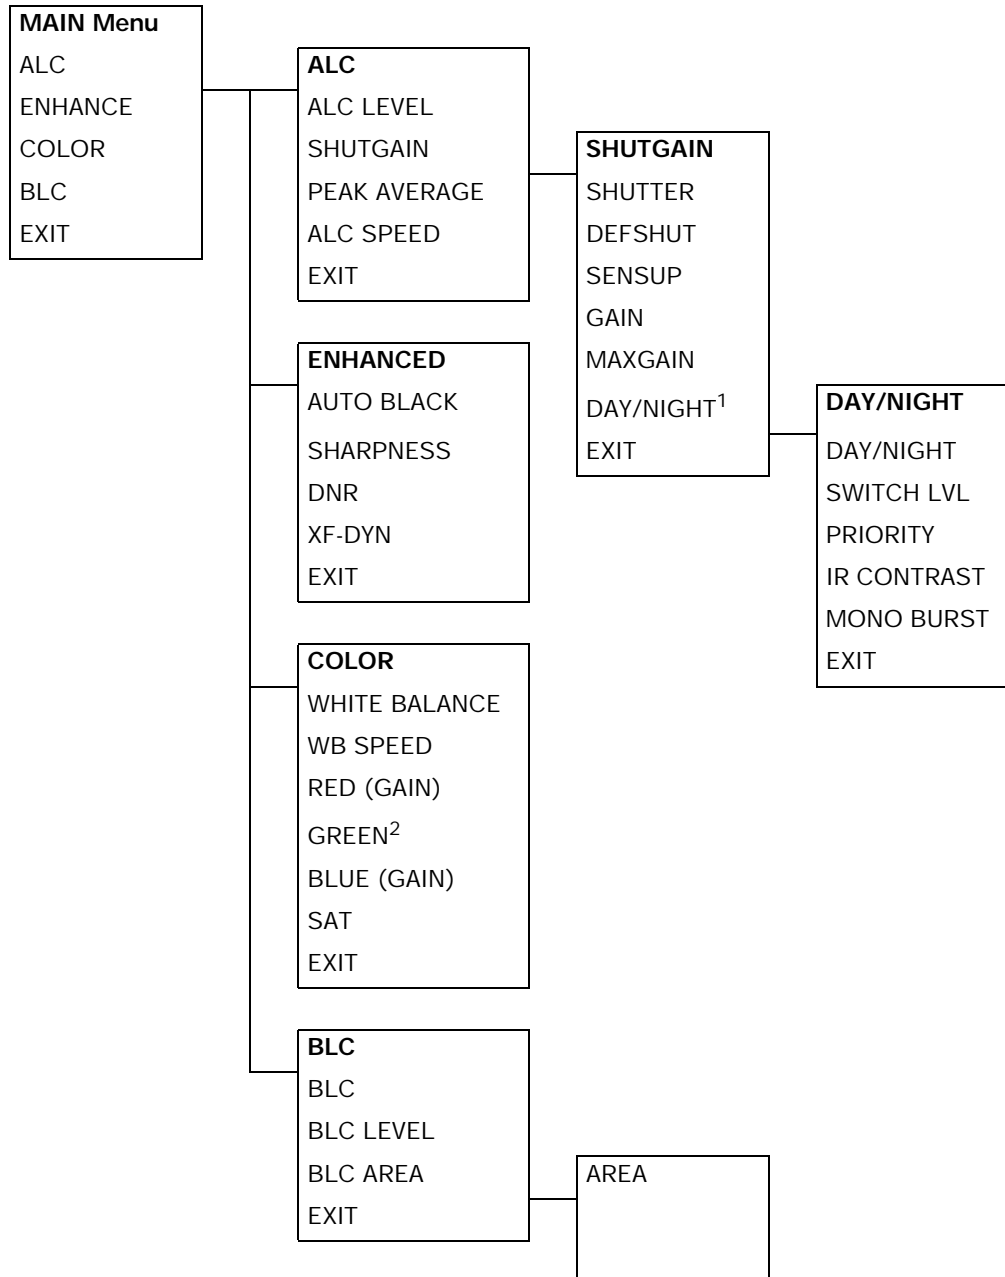 MAIN Menu
ALC
ENHANCE
COLOR
BLC
EXIT
ALC
ALC LEVEL
SHUTGAIN
PEAK AVERAGE
ALC SPEED
EXIT
SHUTGAIN
SHUTTER
DEFSHUT
SENSUP
GAIN
MAXGAIN
DAY/NIGHT1
EXIT
DAY/NIGHT
DAY/NIGHT
SWITCH LVL
PRIORITY
IR CONTRAST
MONO BURST
EXIT
ENHANCED
AUTO BLACK
SHARPNESS
DNR
XF-DYN
EXIT
COLOR
WHITE BALANCE
WB SPEED
RED (GAIN)
GREEN2
BLUE (GAIN)
SAT
EXIT
BLC
BLC
BLC LEVEL
BLC AREA
EXIT
AREA